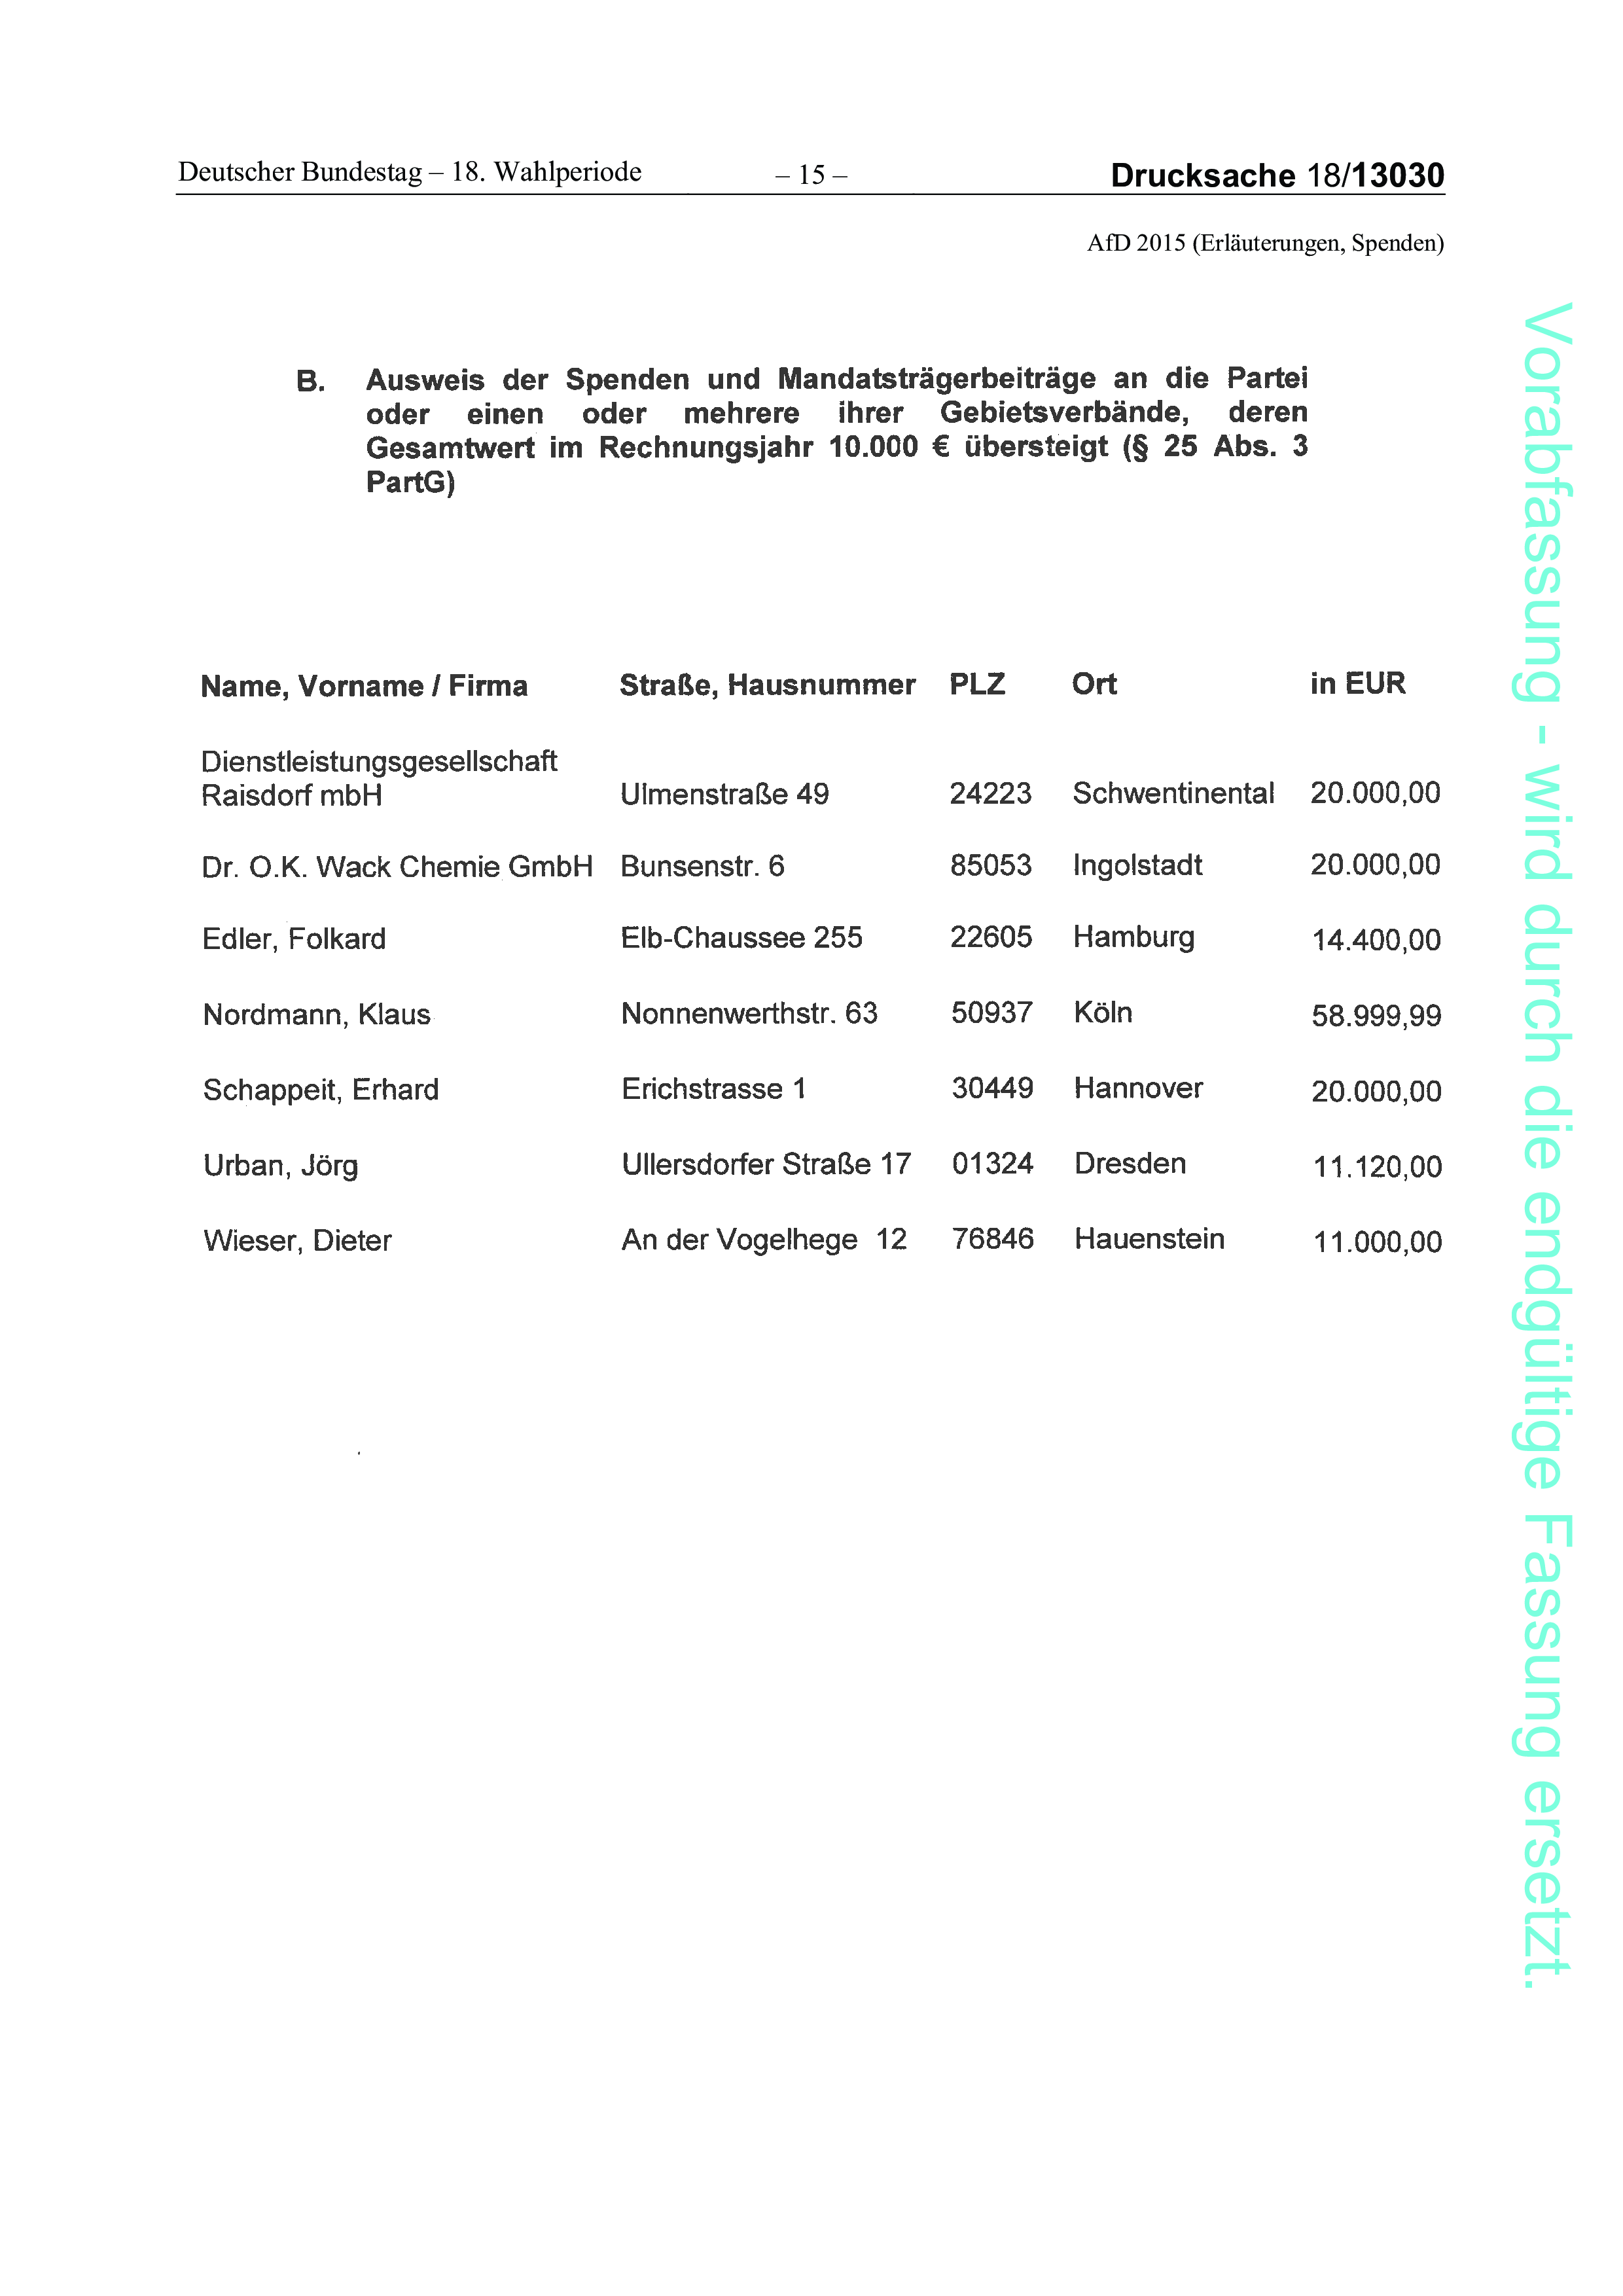 Deutscher Bundestag – 18. Wahlperiode – 15 – Drucksache 18/13030
AfD 2015 (Erläuterungen, Spenden)
B. Ausweis der Spenden und Mandatsträgerbeiträge an die Partei
oder einen oder mehrere ihrer Gebietsverbände, deren
Gesamtwert im Rechnungsjahr 10.000 € übersteigt (§ 25 Abs. 3
PartG)
Name, Vorname / Firma Straße, Hausnummer PLZ Ort in EUR
Dienstleistungsgesellschaft
Raisdorf mbH Ulmenstraße 49 24223 Schwentinental 20.000,00
Dr. O.K. Wack Chemie GmbH Bunsenstr. 6 85053 Ingolstadt 20.000,00
Edler, Folkard Elb-Chaussee 255 22605 Hamburg 14.400,00
Nordmann, Klaus Nonnenwerthstr. 63 50937 Köln 58.999,99
Schappeit, Erhard Erichstrasse 1 30449 Hannover 20.000,00
Urban, Jörg Ullersdorfer Straße 17 01324 Dresden 11.120,00
Wieser, Dieter An der Vogelhege 12 76846 Hauenstein 11.000,00
Vorabfassung - wird durch die endgültige Fassung ersetzt.